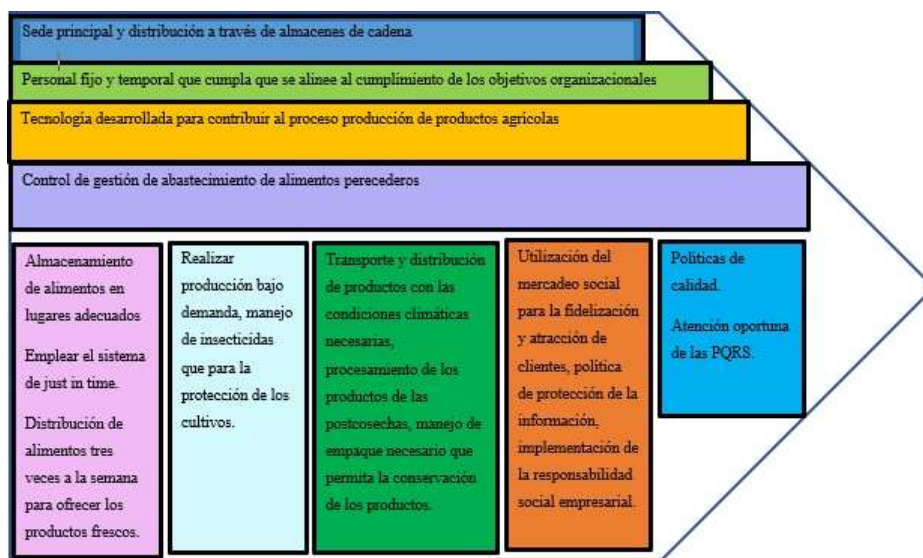 Sede principal y distribución a través de almacenes de cadena
Personal fijo y temporal que cumpla que se alinee al cumplimiento de los objetivos organizacionales
Tecnología desarrollada para contribuir al proceso producción de productos agrícolas
Control de gestión de abastecimiento de alimentos perecederos
Almacenamiento
de alimentos en
lugares adecuados
Emplear el sistema
de just in time.
Distribución de
alimentos tres
veces a la semana
para ofrecer los
productos frescos.
Realizar
producción bajo
demanda, manejo
de insecticidas
que para la
protección de los
cultivos.
Transporte y distribución
de productos con las
condiciones climáticas
necesarias,
procesamiento de los
productos de las
postcosechas, manejo de
empaque necesario que
permita la conservación
de los productos.
Utilización del
mercadeo social
para la fidelización
y atracción de
clientes, política
de protección de la
información,
implementación de
la responsabilidad
social empresarial.
Políticas de
calidad.
Atención oportuna
de las PQRS.